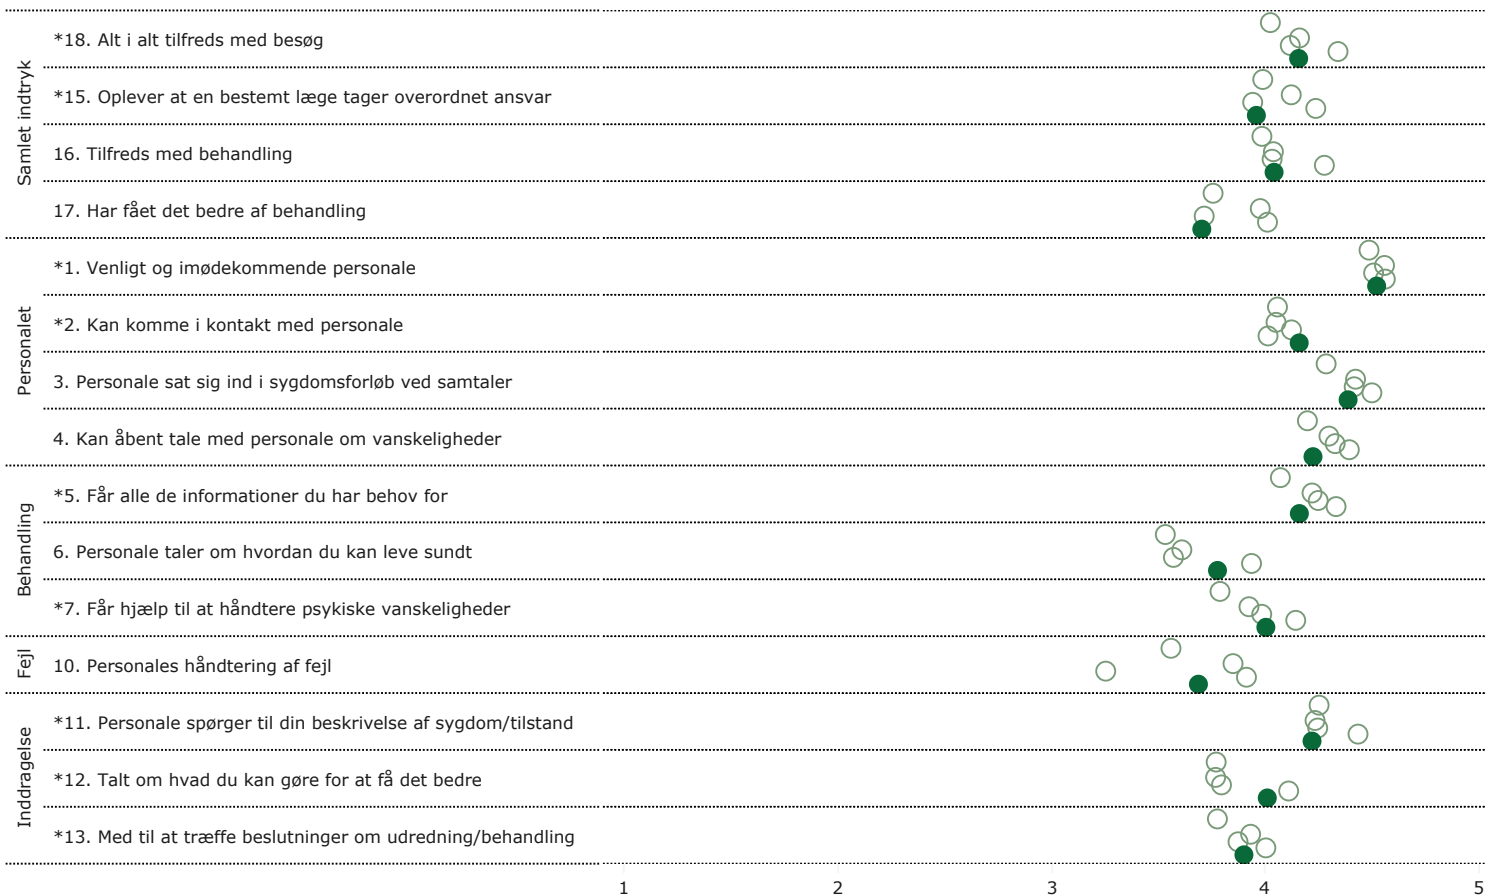 Samlet indtryk
*18. Alt i alt tilfreds med besøg
*15. Oplever at en bestemt læge tager overordnet ansvar
16. Tilfreds med behandling
17. Har fået det bedre af behandling
Personalet
*1. Venligt og imødekommende personale
*2. Kan komme i kontakt med personale
3. Personale sat sig ind i sygdomsforløb ved samtaler
4. Kan åbent tale med personale om vanskeligheder
Behandling
*5. Får alle de informationer du har behov for
6. Personale taler om hvordan du kan leve sundt
*7. Får hjælp til at håndtere psykiske vanskeligheder
Fejl
10. Personales håndtering af fejl
Inddragelse
*11. Personale spørger til din beskrivelse af sygdom/tilstand
*12. Talt om hvad du kan gøre for at få det bedre
*13. Med til at træffe beslutninger om udredning/behandling
1 2 3 4 5